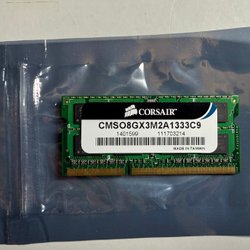 CORSAIR
CMSO8GX3M2A1333C9
1401599 111703214
MADE IN TAIWAN